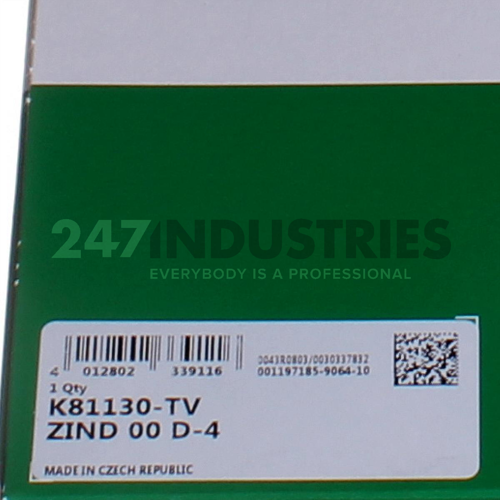 247INDUSTRIES
EVERYBODY IS A PROFESSIONAL
4 012802 339116
0043R0803/0030337832
001197185-9064-10
1 Qty
K81130-TV
ZIND 00 D-4
MADE IN CZECH REPUBLIC